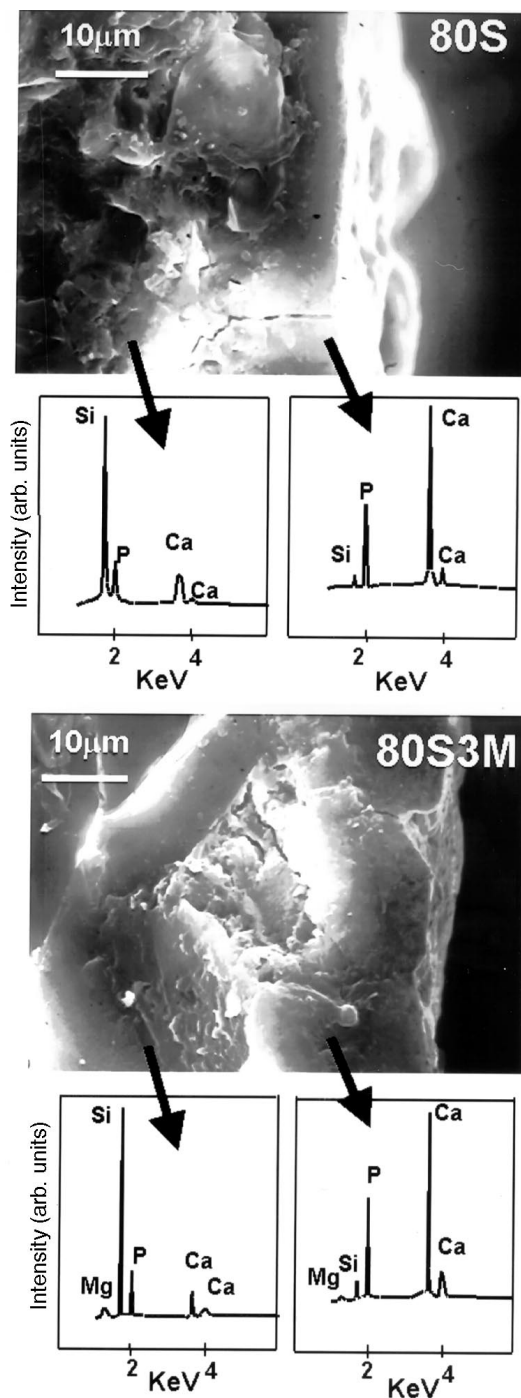 10μm 80S
Intensity (arb. units)
Si
P
Ca
Ca
2 4
KeV
Ca
P
Si
Ca
2 4
KeV
10μm 80S3M
Intensity (arb. units)
Si
P
Mg
Ca
Ca
2 4
KeV
Ca
P
Si
Mg
Ca
2 4
KeV